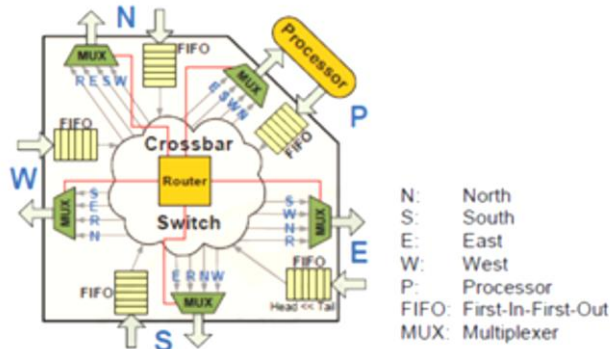 N
FIFO
MUX
R E S W
MUX
E S W N
Processor
FIFO
P
FIFO
Crossbar
Router
Switch
W
MUX
S
E
R
N
S
W
N
R
MUX
E
FIFO
E R N W
FIFO
Head << Tail
MUX
S
N: North
S: South
E: East
W: West
P: Processor
FIFO: First-In-First-Out
MUX: Multiplexer